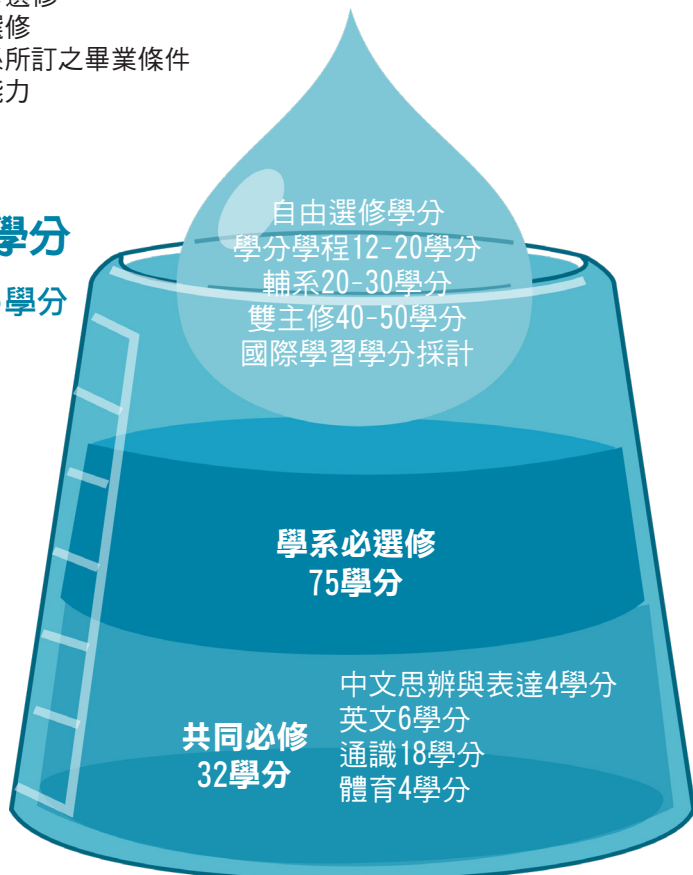 選修
選修
所訂之畢業條件
能力
學分
學分
自由選修學分
學分學程12-20學分
輔系20-30學分
雙主修40-50學分
國際學習學分採計
學系必選修
75學分
中文思辨與表達4學分
英文6學分
通識18學分
體育4學分
共同必修
32學分